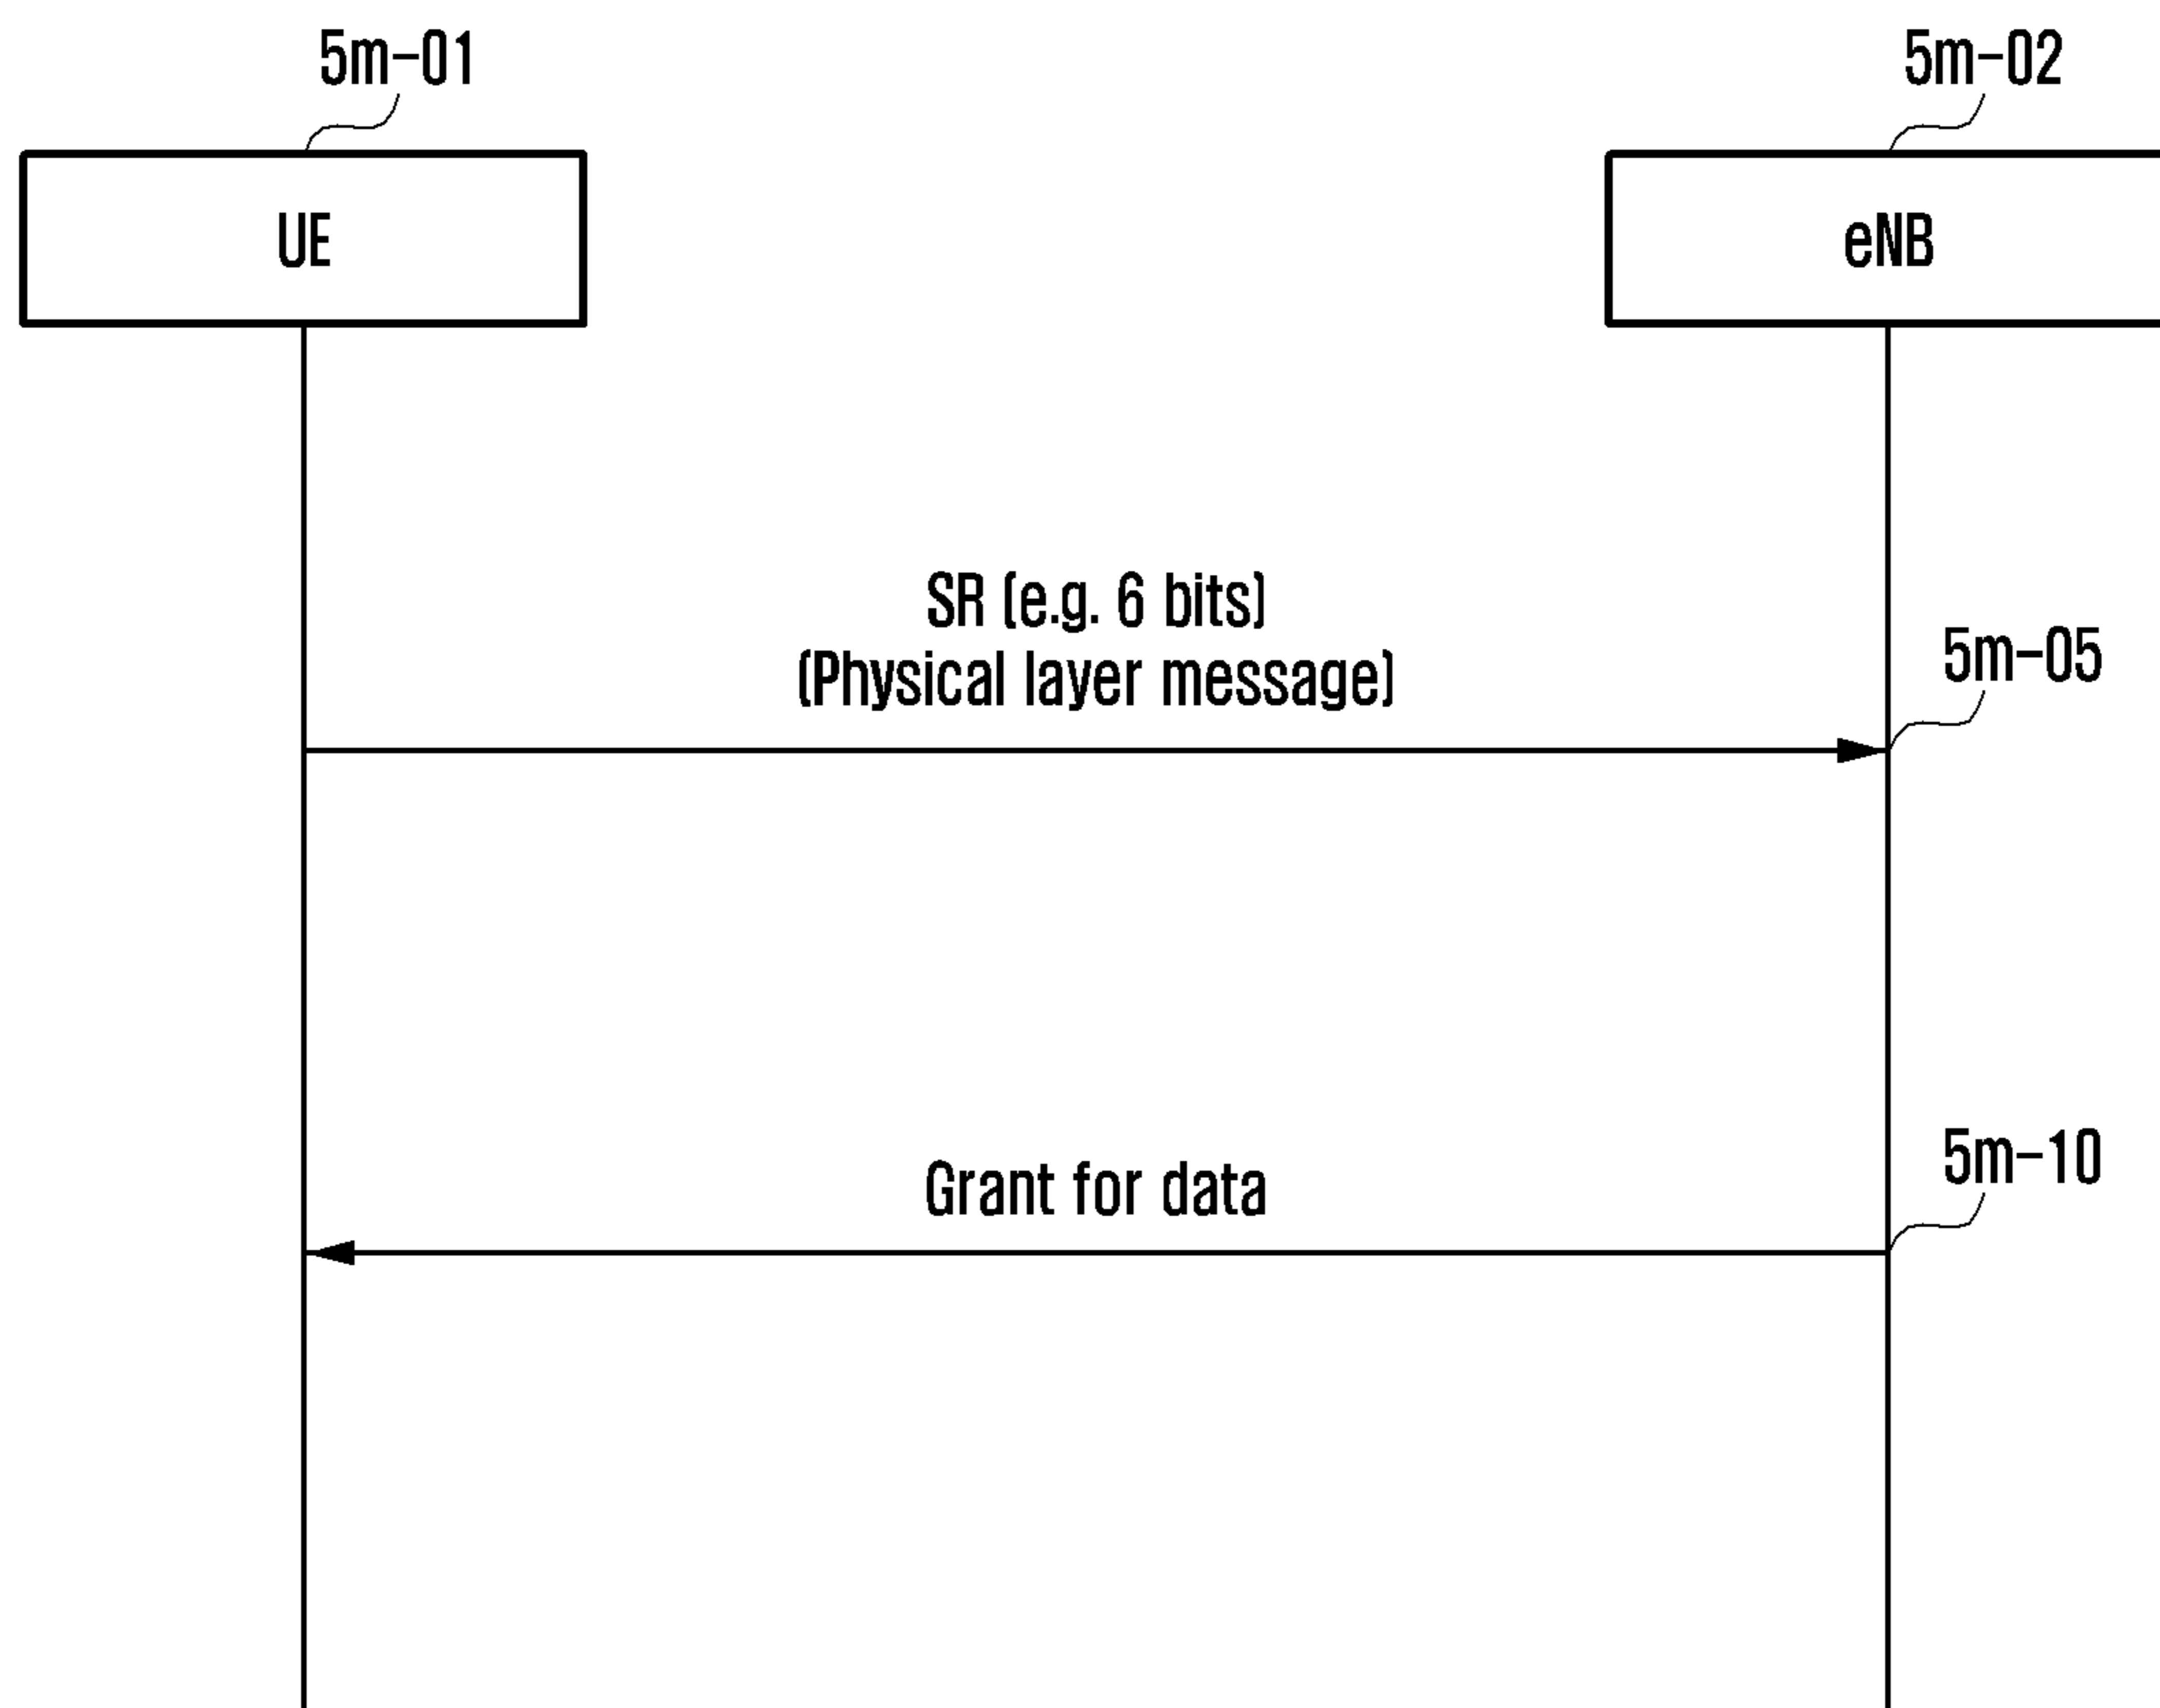 5m-01
5m-02
UE
eNB
SR (e.g. 6 bits)
(Physical layer message)
5m-05
Grant for data
5m-10